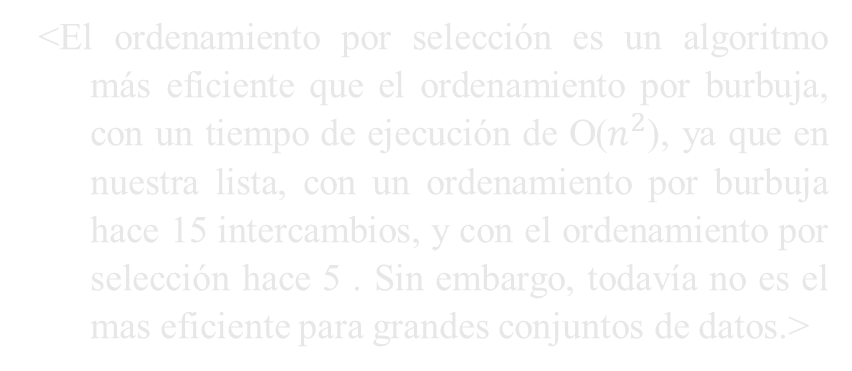 <El ordenamiento por selección es un algoritmo
más eficiente que el ordenamiento por burbuja,
con un tiempo de ejecución de O(𝑛²), ya que en
nuestra lista, con un ordenamiento por burbuja
hace 15 intercambios, y con el ordenamiento por
selección hace 5 . Sin embargo, todavía no es el
mas eficiente para grandes conjuntos de datos.>